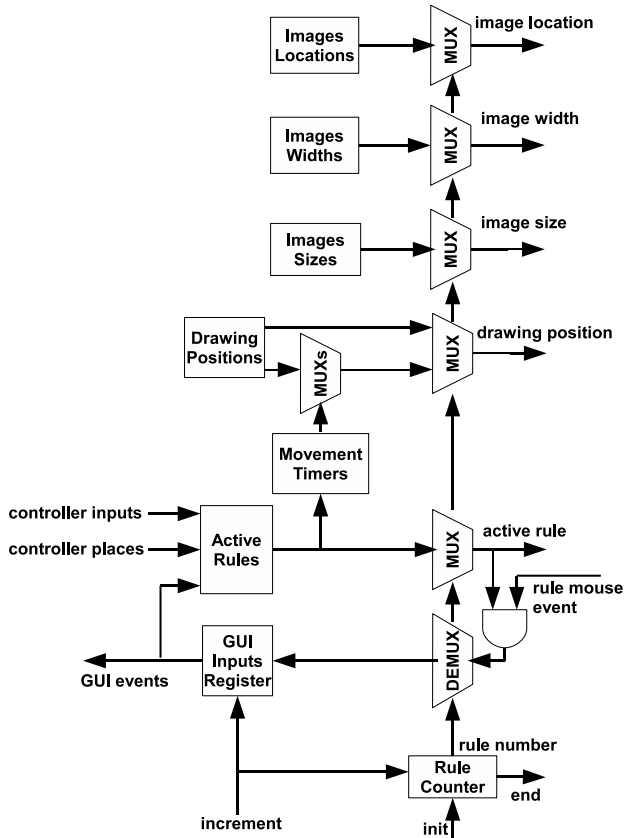 Images
Locations
MUX
image location
Images
Widths
MUX
image width
Images
Sizes
MUX
image size
Drawing
Positions
MUXs
MUX
drawing position
Movement
Timers
controller inputs
controller places
Active
Rules
MUX
active rule
rule mouse
event
GUI
Inputs
Register
DEMUX
GUI events
rule number
Rule
Counter
end
increment
init